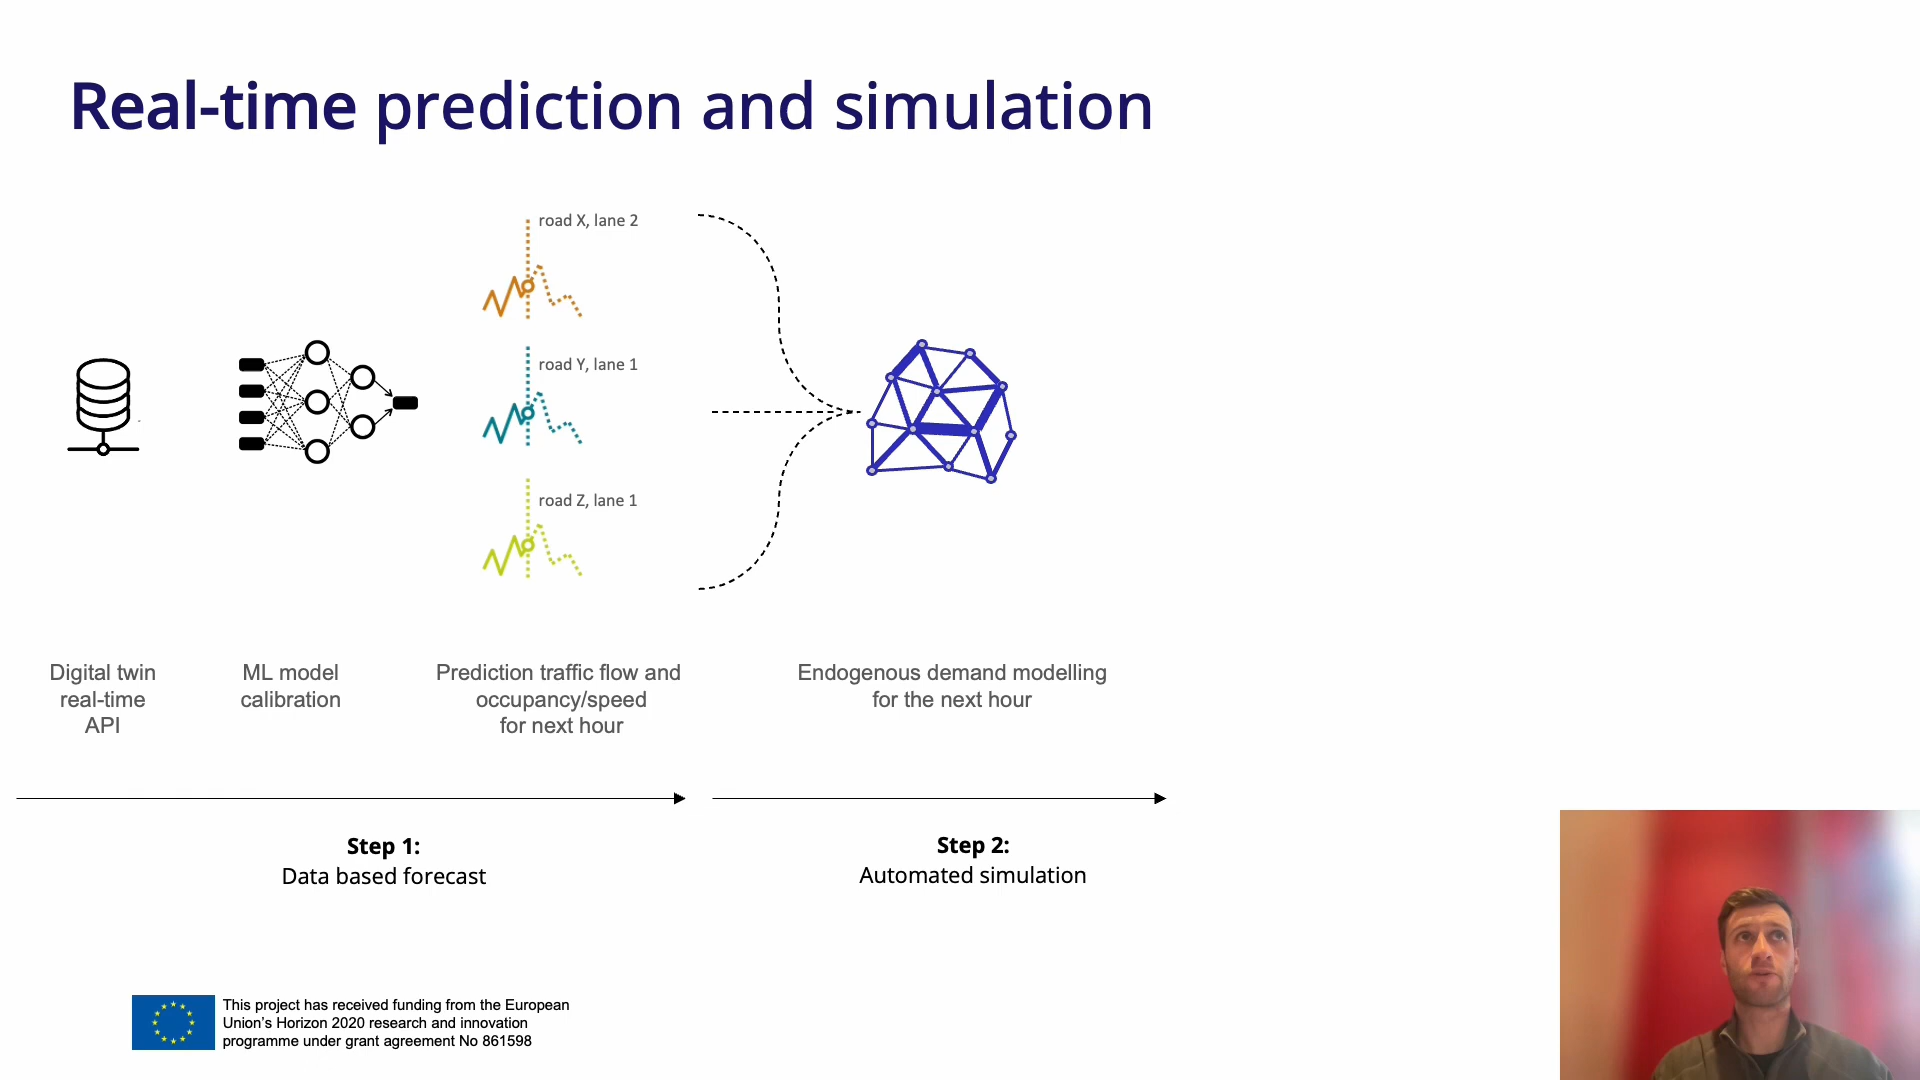 Real-time prediction and simulation
road X, lane 2
road Y, lane 1
road Z, lane 1
Digital twin
real-time
API
ML model
calibration
Prediction traffic flow and
occupancy/speed
for next hour
Endogenous demand modelling
for the next hour
Step 1:
Data based forecast
Step 2:
Automated simulation
This project has received funding from the European
Union’s Horizon 2020 research and innovation
programme under grant agreement No 861598